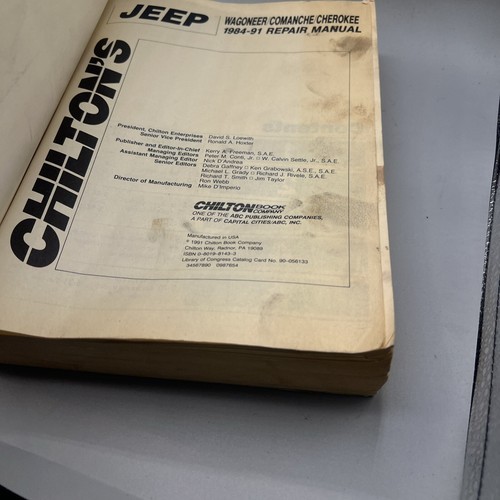 CHILTON'S
JEEP
WAGONEER/COMANCHE/CHEROKEE
1984-91 REPAIR MANUAL
President, Chilton Enterprises David S. Loewith
Senior Vice President Ronald A. Hoxter
Publisher and Editor-In-Chief Kerry A. Freeman, S.A.E.
Managing Editors Peter M. Conti, Jr. □ W. Calvin Settle, Jr., S.A.E.
Assistant Managing Editor Nick D'Andrea
Senior Editors Debra Gaffney □ Ken Grabowski, A.S.E., S.A.E.
Michael L. Grady □ Richard J. Rivele, S.A.E.
Richard T. Smith □ Jim Taylor
Ron Webb
Director of Manufacturing Mike D'Imperio
CHILTON BOOK
COMPANY
ONE OF THE ABC PUBLISHING COMPANIES,
A PART OF CAPITAL CITIES/ABC, INC.
Manufactured in USA
© 1991 Chilton Book Company
Chilton Way, Radnor, PA 19089
ISBN 0-8019-8143-3
Library of Congress Catalog Card No. 90-056133
34567890 0987654